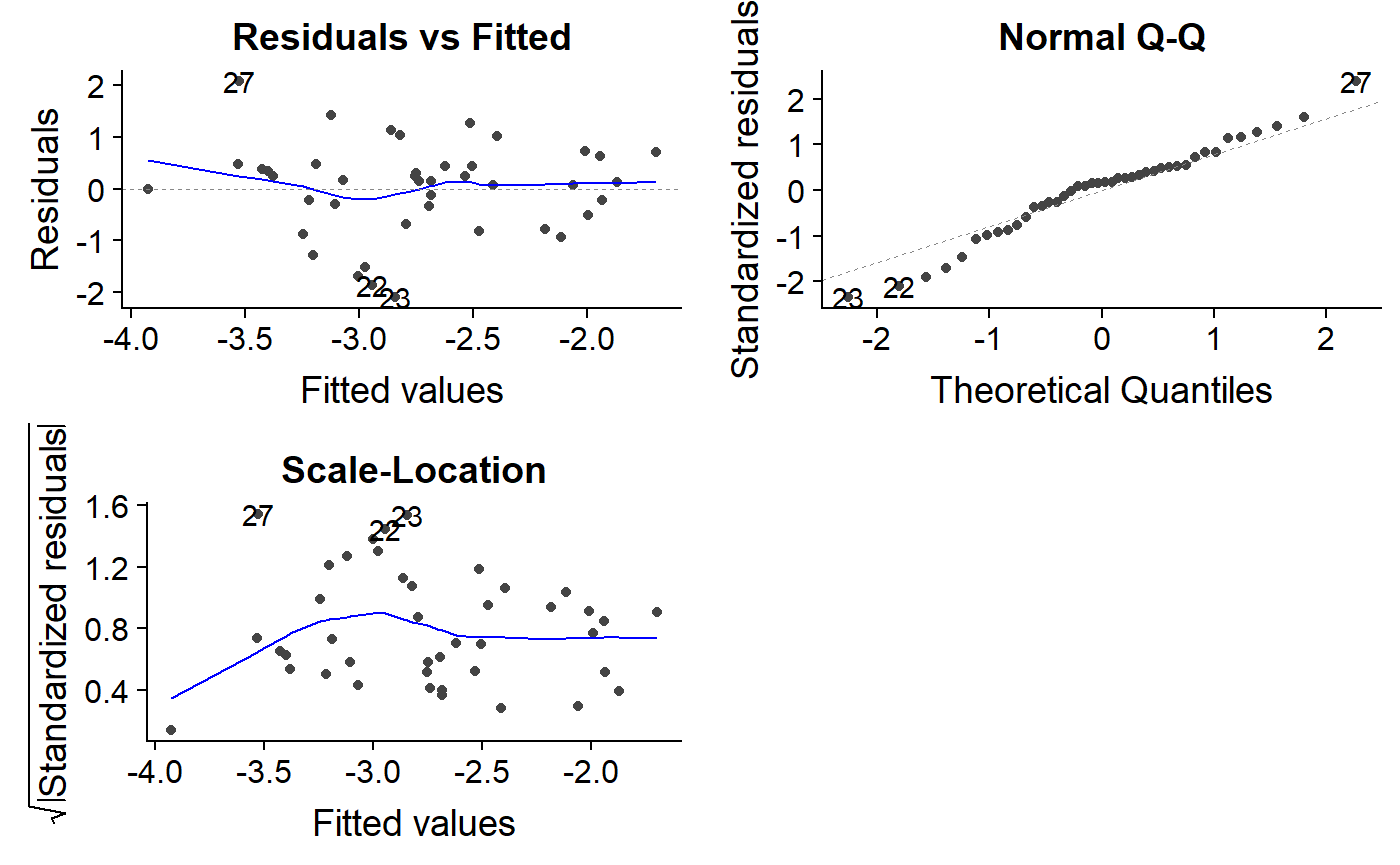 Residuals vs Fitted
Residuals
2
1
0
-1
-2
27
22
23
-4.0 -3.5 -3.0 -2.5 -2.0
Fitted values
Normal Q-Q
Standardized residuals
2
1
0
-1
-2
27
22
23
-2 -1 0 1 2
Theoretical Quantiles
Scale-Location
√|Standardized residuals|
1.6
1.2
0.8
0.4
27
22
23
-4.0 -3.5 -3.0 -2.5 -2.0
Fitted values